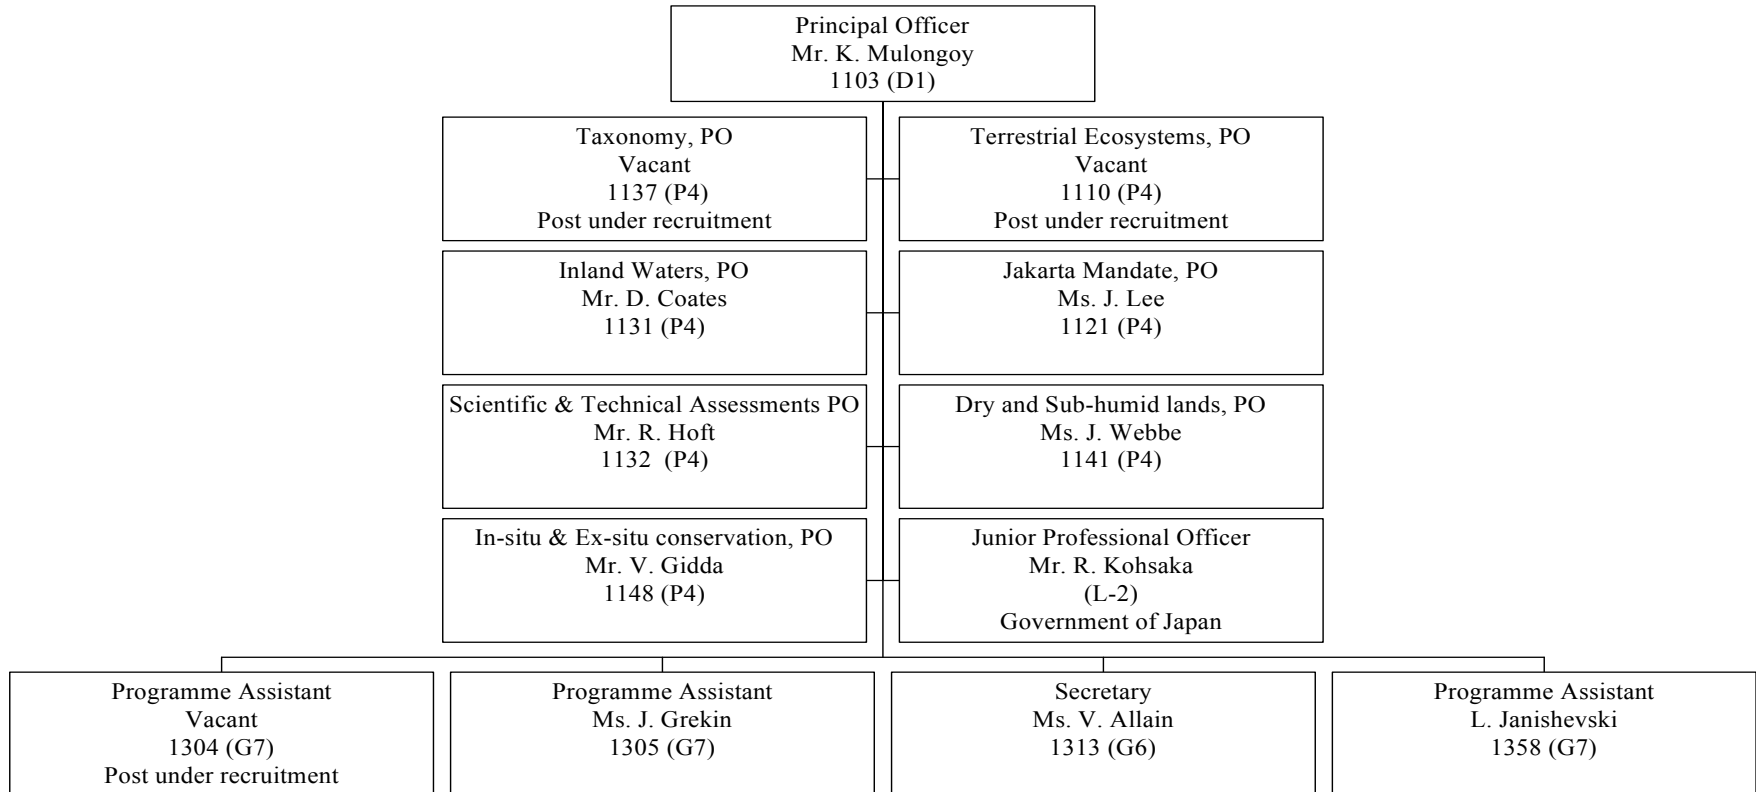 Principal Officer
Mr. K. Mulongoy
1103 (D1)
Taxonomy, PO
Vacant
1137 (P4)
Post under recruitment
Terrestrial Ecosystems, PO
Vacant
1110 (P4)
Post under recruitment
Inland Waters, PO
Mr. D. Coates
1131 (P4)
Jakarta Mandate, PO
Ms. J. Lee
1121 (P4)
Scientific & Technical Assessments PO
Mr. R. Hoft
1132 (P4)
Dry and Sub-humid lands, PO
Ms. J. Webbe
1141 (P4)
In-situ & Ex-situ conservation, PO
Mr. V. Gidda
1148 (P4)
Junior Professional Officer
Mr. R. Kohsaka
(L-2)
Government of Japan
Programme Assistant
Vacant
1304 (G7)
Post under recruitment
Programme Assistant
Ms. J. Grekin
1305 (G7)
Secretary
Ms. V. Allain
1313 (G6)
Programme Assistant
L. Janishevski
1358 (G7)